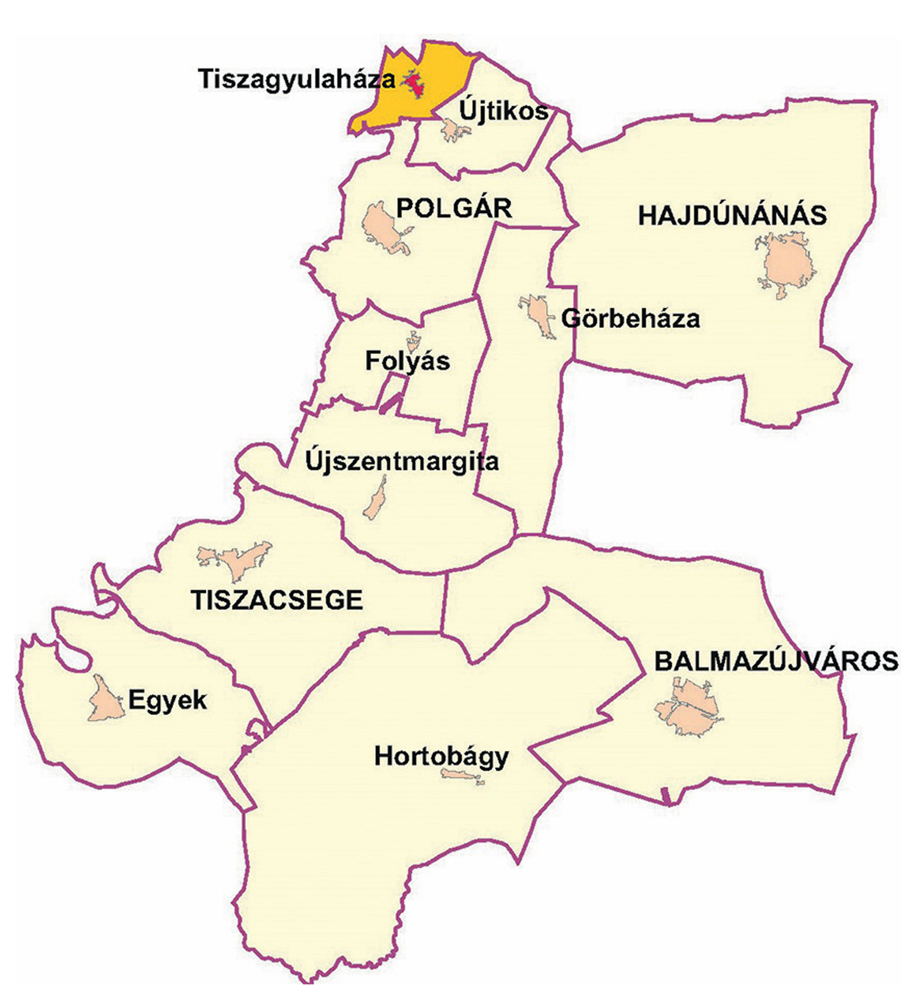 Tiszagyulaháza
Újtikos
POLGÁR
HAJDÚNÁNÁS
Görbeháza
Folyás
Újszentmargita
TISZACSEGE
BALMAZÚJVÁROS
Egyek
Hortobágy